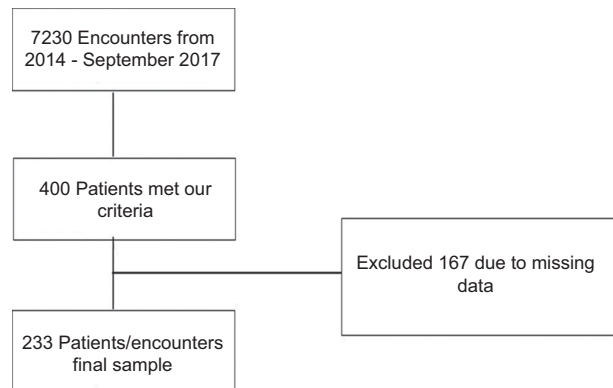 7230 Encounters from
2014 - September 2017
400 Patients met our
criteria
Excluded 167 due to missing
data
233 Patients/encounters
final sample